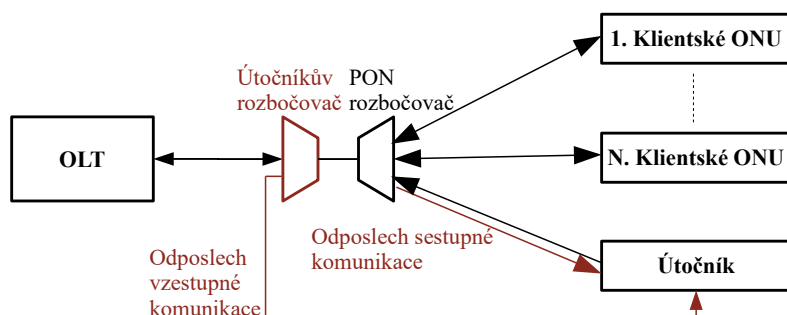 1. Klientské ONU
Útočníkův
rozbočovač
PON
rozbočovač
OLT
N. Klientské ONU
Odposlech sestupné
komunikace
Odposlech
vzestupné
komunikace
Útočník